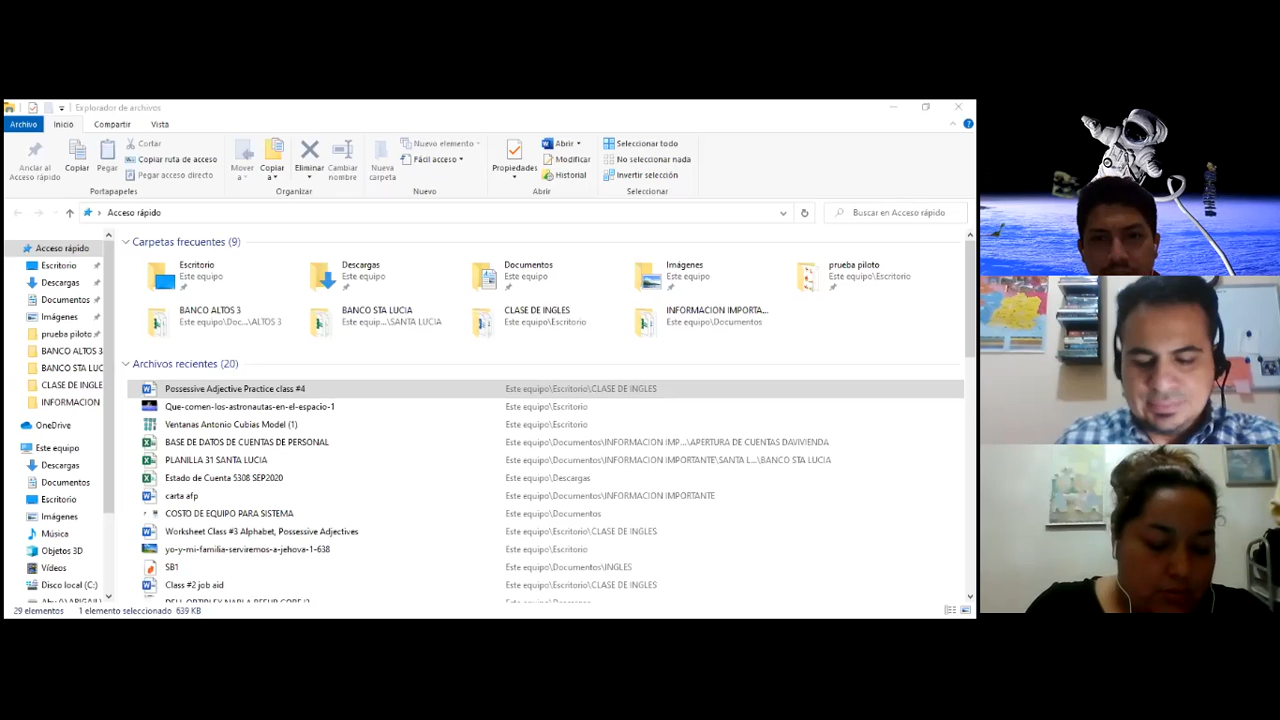 Explorador de archivos
Archivo Inicio Compartir Vista
Anclar al Acceso rápido
Copiar
Pegar
Cortar
Copiar ruta de acceso
Pegar acceso directo
Portapapeles
Mover a
Copiar a
Eliminar
Cambiar nombre
Organizar
Nueva carpeta
Nuevo elemento
Fácil acceso
Nuevo
Propiedades
Abrir
Modificar
Historial
Abrir
Seleccionar todo
No seleccionar nada
Invertir selección
Seleccionar
Acceso rápido
Buscar en Acceso rápido
Acceso rápido
Escritorio
Descargas
Documentos
Imágenes
prueba piloto
BANCO ALTOS 3
BANCO STA LUC
CLASE DE INGLE
INFORMACION
OneDrive
Este equipo
Descargas
Documentos
Escritorio
Imágenes
Música
Objetos 3D
Vídeos
Disco local (C:)
Carpetas frecuentes (9)
Escritorio
Este equipo
Descargas
Este equipo
Documentos
Este equipo
Imágenes
Este equipo
prueba piloto
Este equipo\Escritorio
BANCO ALTOS 3
Este equipo\Doc...\ALTOS 3
BANCO STA LUCIA
Este equip...\SANTA LUCIA
CLASE DE INGLES
Este equipo\Escritorio
INFORMACION IMPORTA...
Este equipo\Documentos
Archivos recientes (20)
Possessive Adjective Practice class #4 Este equipo\Escritorio\CLASE DE INGLES
Que-comen-los-astronautas-en-el-espacio-1 Este equipo\Escritorio
Ventanas Antonio Cubias Model (1) Este equipo\Escritorio
BASE DE DATOS DE CUENTAS DE PERSONAL Este equipo\Documentos\INFORMACION IMP...\APERTURA DE CUENTAS DAVIVIENDA
PLANILLA 31 SANTA LUCIA Este equipo\Documentos\INFORMACION IMPORTANTE\SANTA L...\BANCO STA LUCIA
Estado de Cuenta 5308 SEP2020 Este equipo\Descargas
carta afp Este equipo\Documentos\INFORMACION IMPORTANTE
COSTO DE EQUIPO PARA SISTEMA Este equipo\Documentos
Worksheet Class #3 Alphabet, Possessive Adjectives Este equipo\Escritorio\CLASE DE INGLES
yo-y-mi-familia-serviremos-a-jehova-1-638 Este equipo\Escritorio
SB1 Este equipo\Documentos\INGLES
Class #2 job aid Este equipo\Escritorio\CLASE DE INGLES
29 elementos 1 elemento seleccionado 639 KB